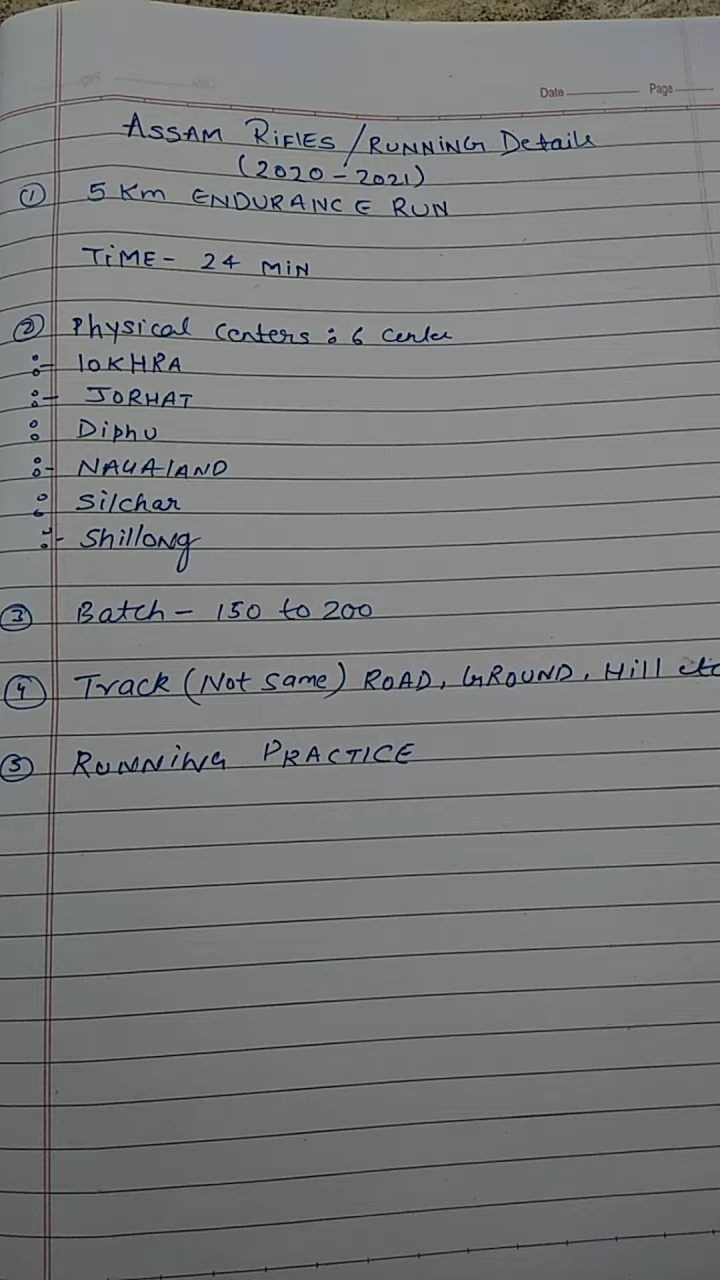 Date Page
ASSAM RIFLES / RUNNING Details
(2020-2021)
① 5 Km ENDURANCE RUN
TIME- 24 MIN
② Physical Centers : 6 Center
:- LOKHRA
:- JORHAT
: Diphu
:- NAGALAND
: Silchar
:- Shillong
③ Batch - 150 to 200
④ Track (Not same) ROAD, GROUND, Hill etc
⑤ RUNNING PRACTICE